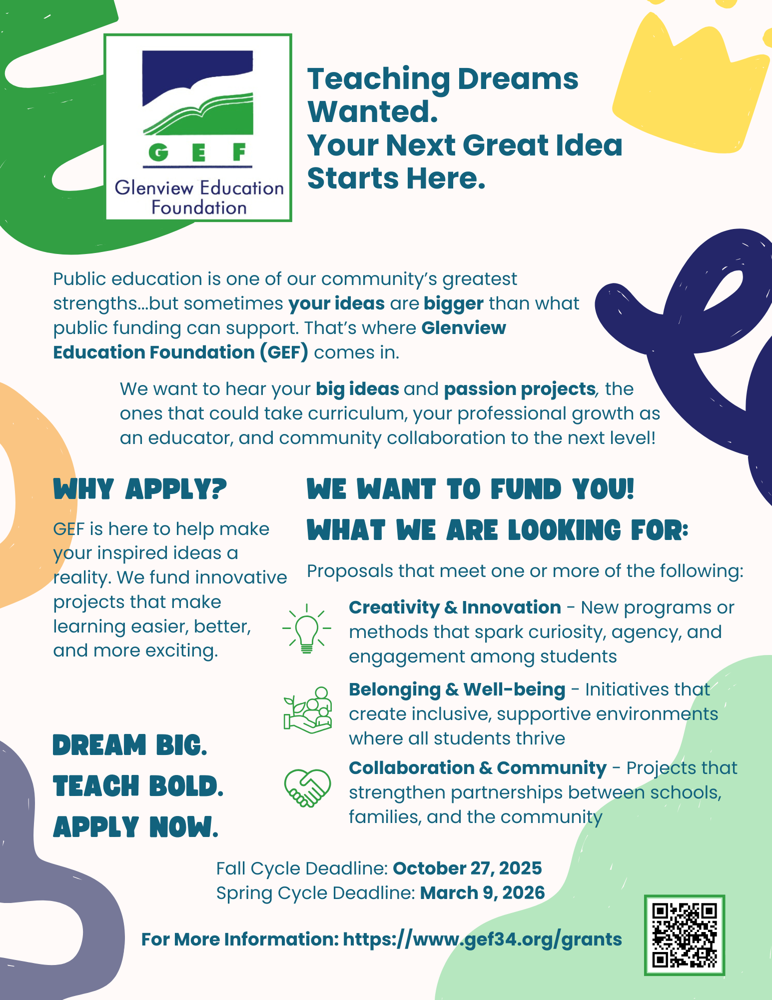 G E F
Glenview Education
Foundation
Teaching Dreams
Wanted.
Your Next Great Idea
Starts Here.
Public education is one of our community’s greatest
strengths...but sometimes your ideas are bigger than what
public funding can support. That’s where Glenview
Education Foundation (GEF) comes in.
We want to hear your big ideas and passion projects, the
ones that could take curriculum, your professional growth as
an educator, and community collaboration to the next level!
WHY APPLY?
GEF is here to help make
your inspired ideas a
reality. We fund innovative
projects that make
learning easier, better,
and more exciting.
DREAM BIG.
TEACH BOLD.
APPLY NOW.
WE WANT TO FUND YOU!
WHAT WE ARE LOOKING FOR:
Proposals that meet one or more of the following:
Creativity & Innovation - New programs or
methods that spark curiosity, agency, and
engagement among students
Belonging & Well-being - Initiatives that
create inclusive, supportive environments
where all students thrive
Collaboration & Community - Projects that
strengthen partnerships between schools,
families, and the community
Fall Cycle Deadline: October 27, 2025
Spring Cycle Deadline: March 9, 2026
For More Information: https://www.gef34.org/grants